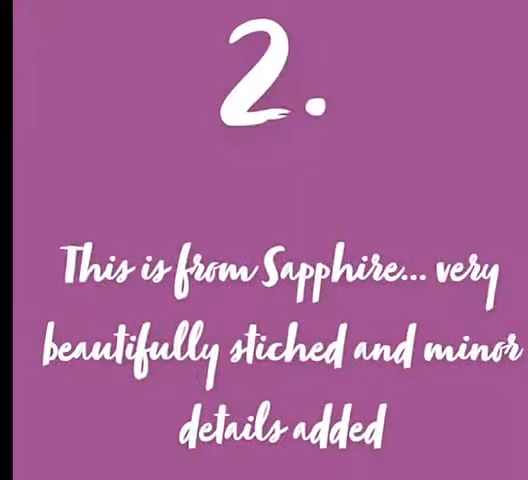 2.
This is from Sapphire... very
beautifully stiched and minor
details added